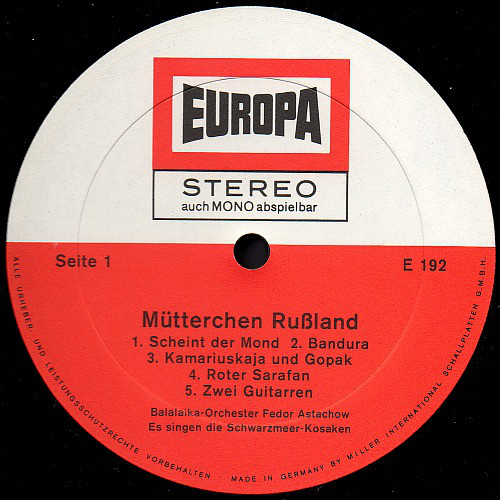 EUROPA
STEREO
auch MONO abspielbar
Seite 1
E 192
Mütterchen Rußland
1. Scheint der Mond 2. Bandura
3. Kamariuskaja und Gopak
4. Roter Sarafan
5. Zwei Guitarren
Balalaika-Orchester Fedor Astachow
Es singen die Schwarzmeer-Kosaken
ALLE URHEBER- UND LEISTUNGSSCHUTZRECHTE VORBEHALTEN - MADE IN GERMANY BY MILLER INTERNATIONAL SCHALLPLATTEN G.M.B.H.